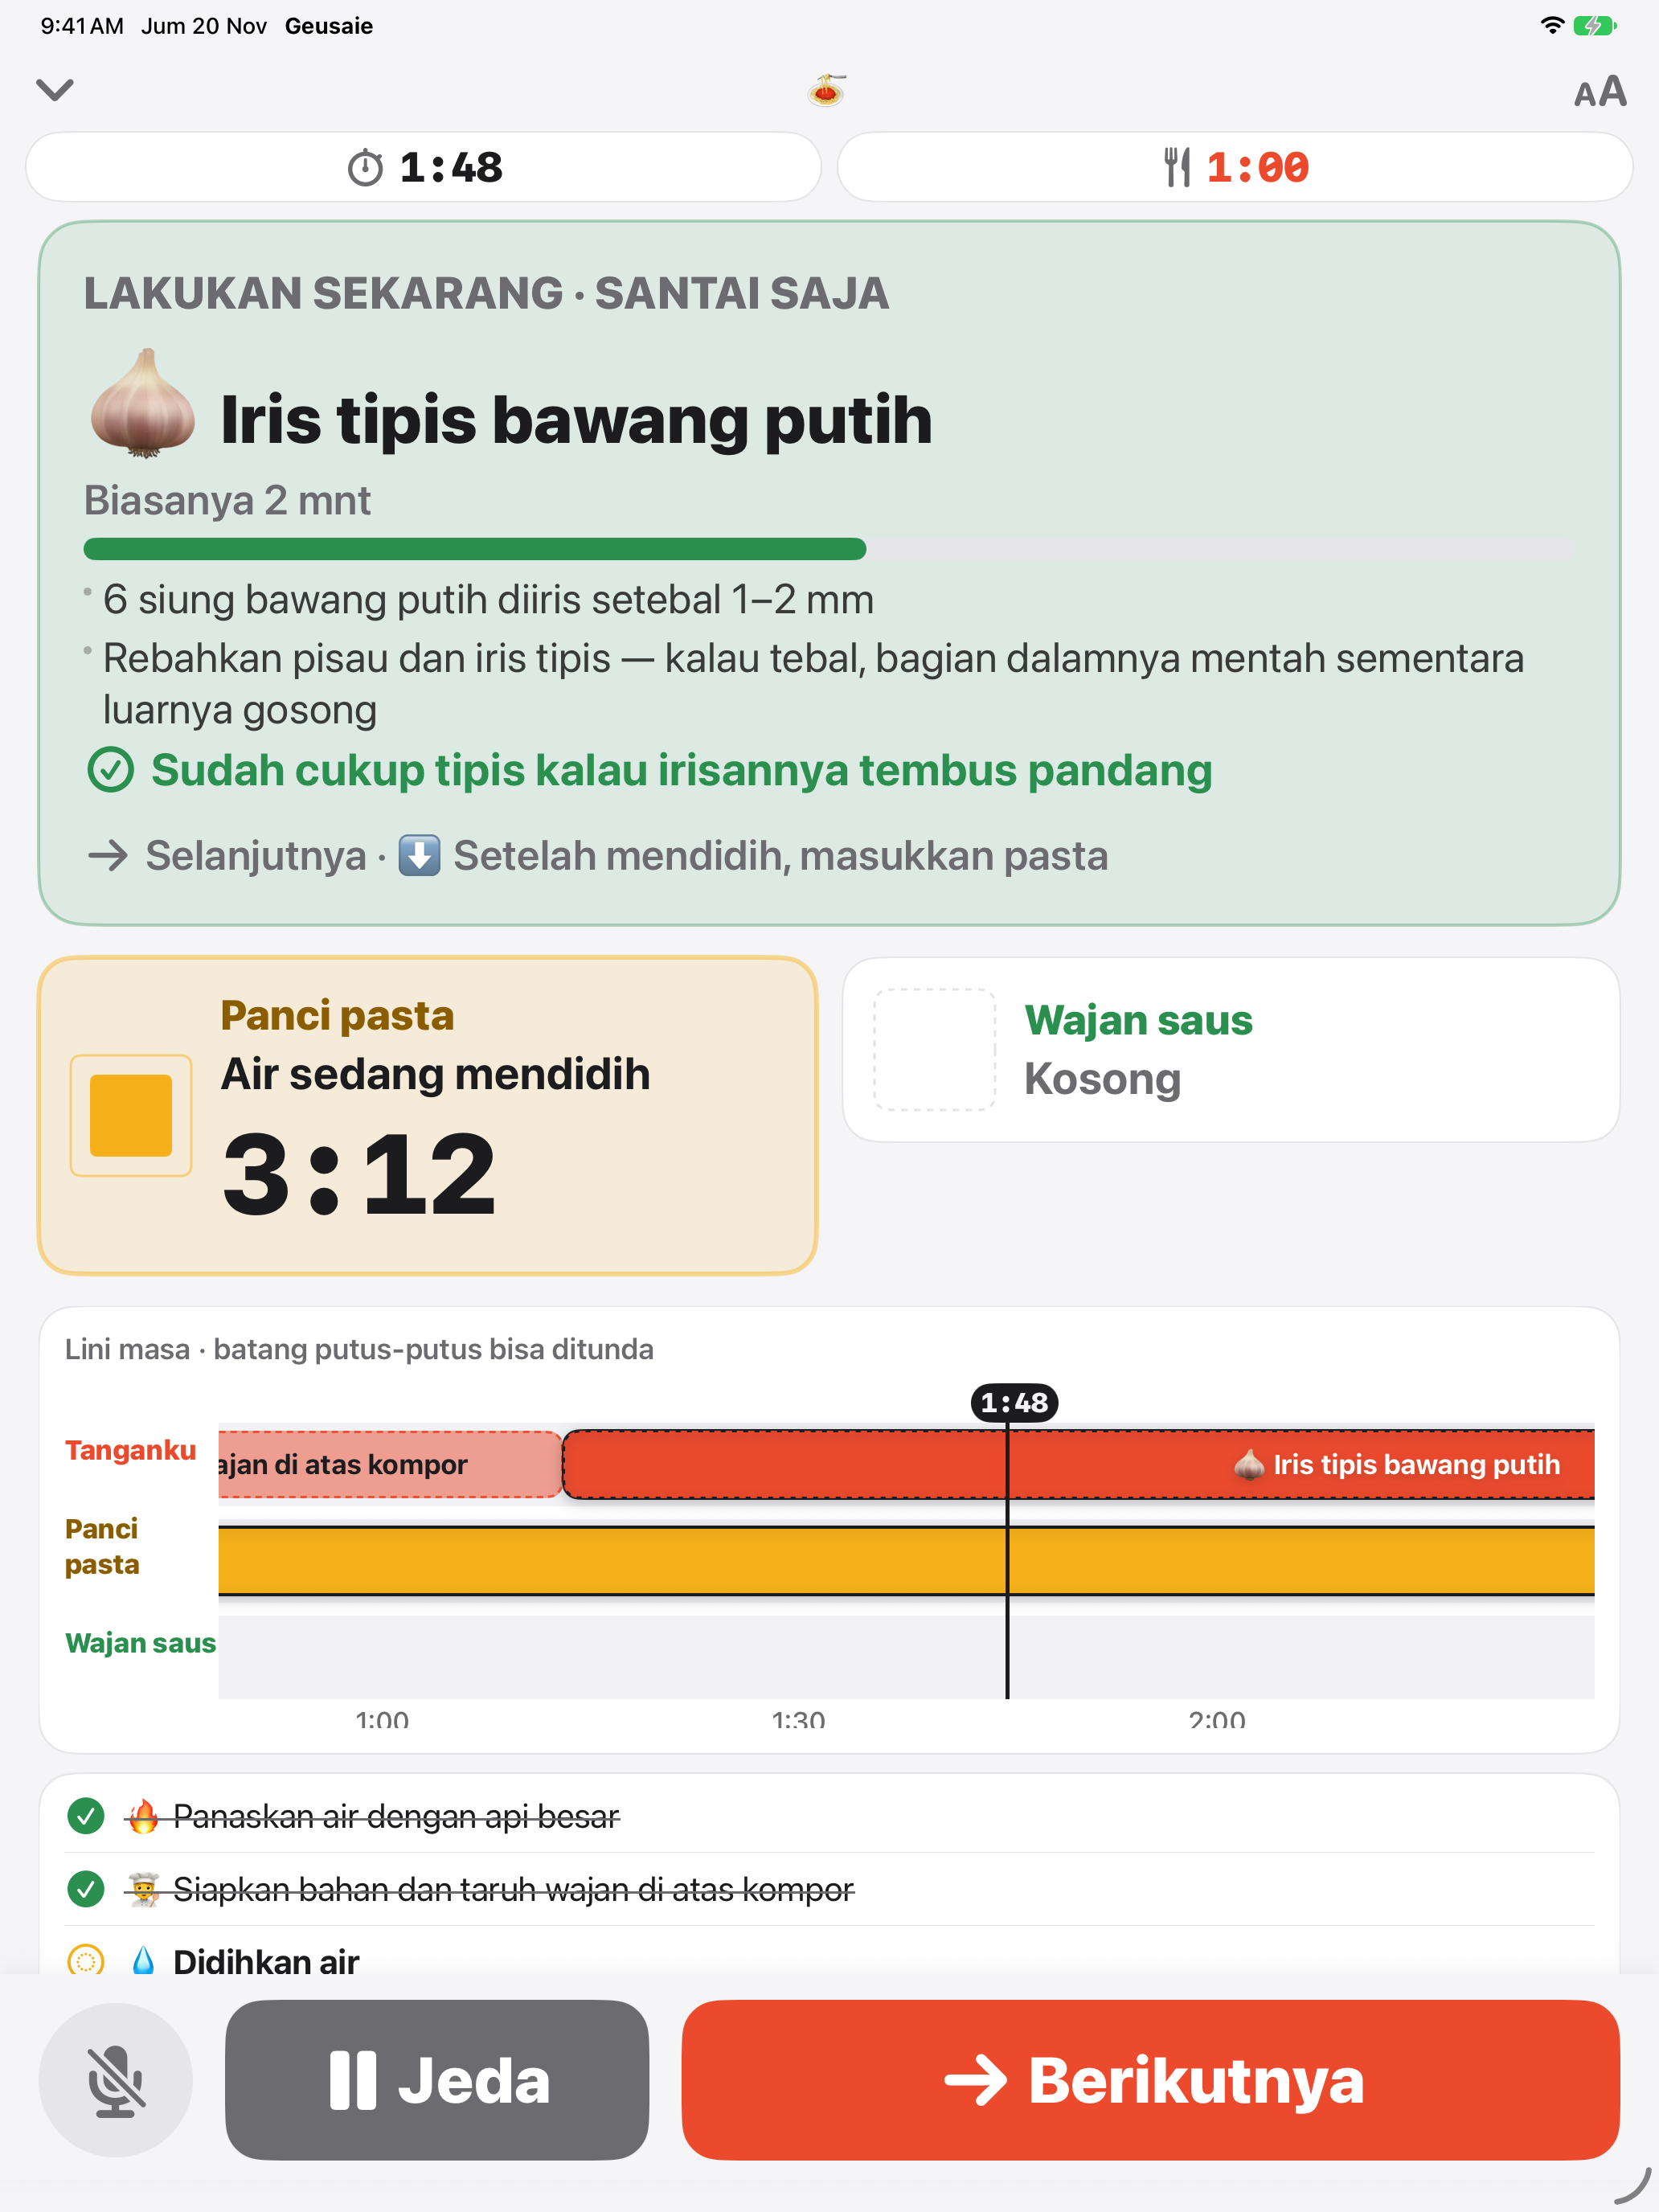 9:41 AM Jum 20 Nov Geusaie
AA
1:48
1:00
LAKUKAN SEKARANG · SANTAI SAJA
Iris tipis bawang putih
Biasanya 2 mnt
• 6 siung bawang putih diiris setebal 1–2 mm
• Rebahkan pisau dan iris tipis — kalau tebal, bagian dalamnya mentah sementara
luarnya gosong
Sudah cukup tipis kalau irisannya tembus pandang
→ Selanjutnya · ⬇️ Setelah mendidih, masukkan pasta
Panci pasta
Air sedang mendidih
3:12
Wajan saus
Kosong
Lini masa · batang putus-putus bisa ditunda
1:48
Tanganku
ajan di atas kompor
Iris tipis bawang putih
Panci
pasta
Wajan saus
1:00 1:30 2:00
Panaskan air dengan api besar
Siapkan bahan dan taruh wajan di atas kompor
Didihkan air
Jeda
→ Berikutnya